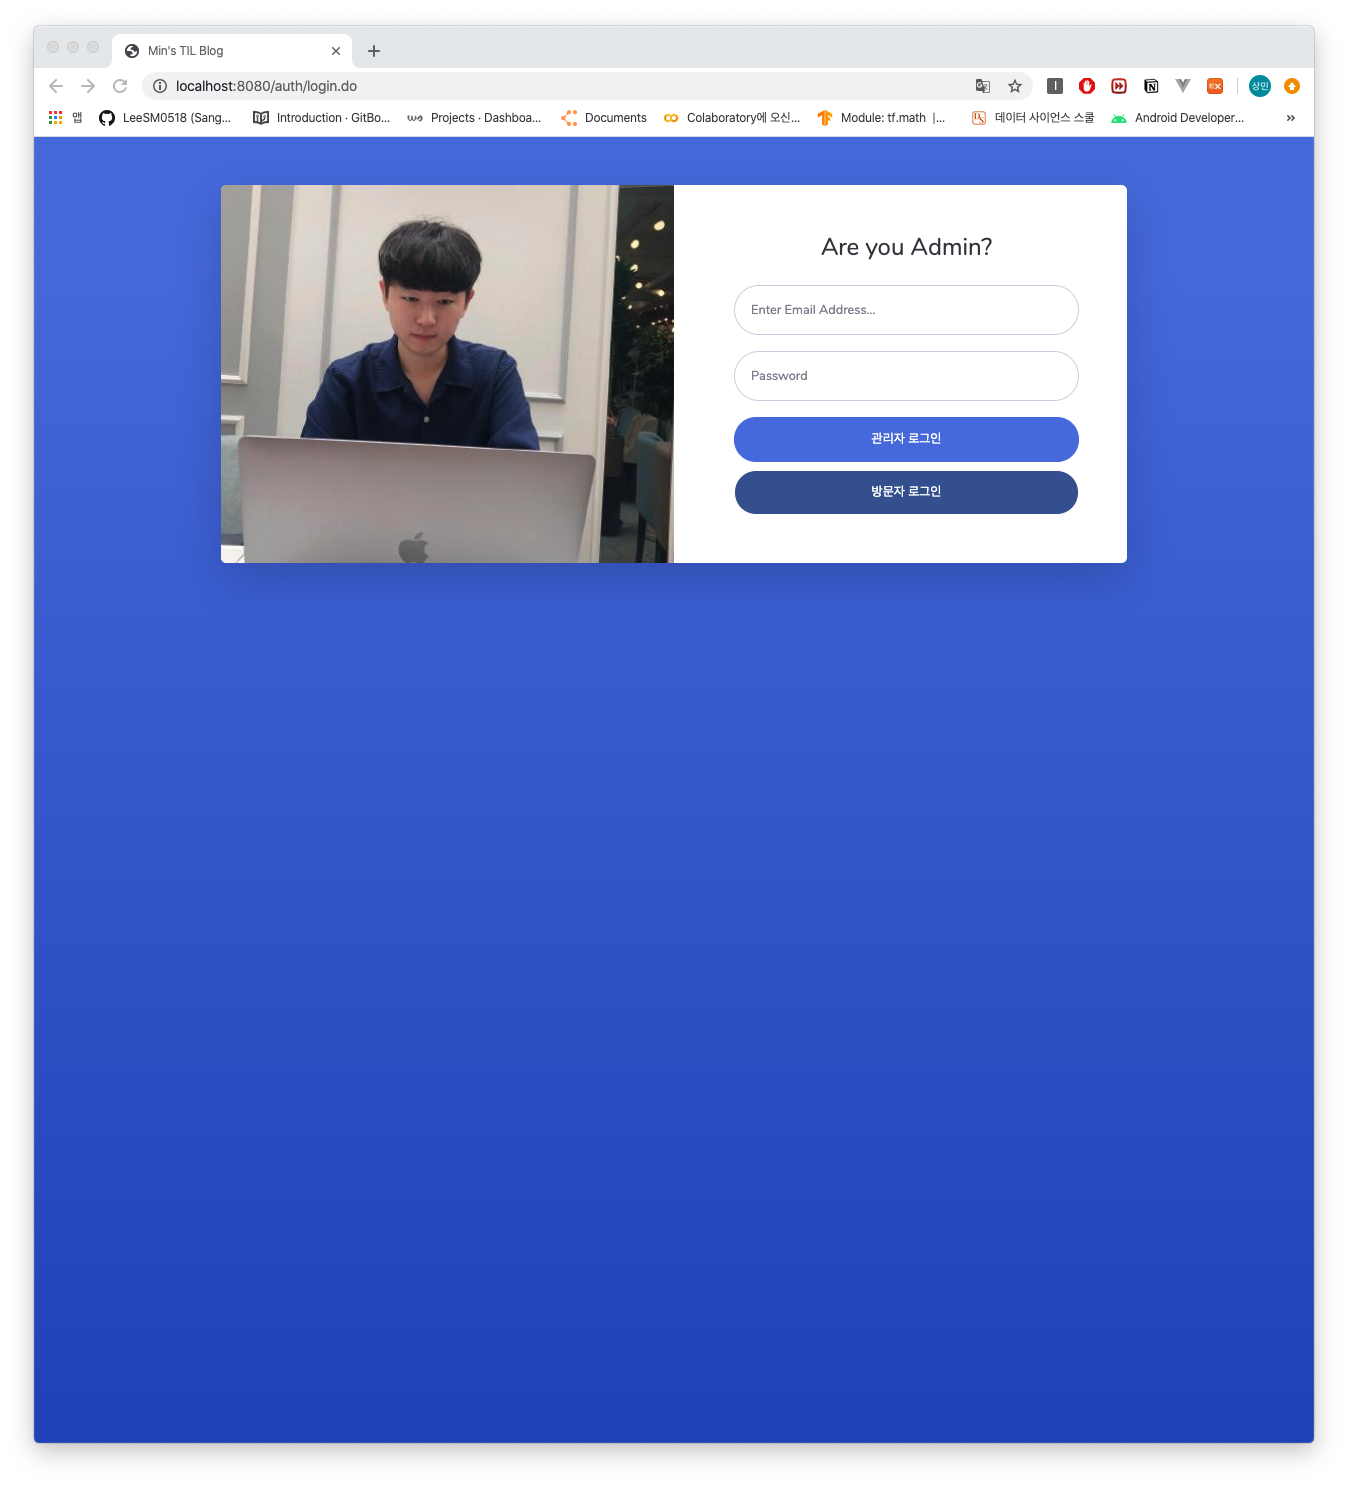 Min's TIL Blog
localhost:8080/auth/login.do
상민
앱
LeeSM0518 (Sang...
Introduction · GitBo...
Projects · Dashboa...
Documents
Colaboratory에 오신...
Module: tf.math |...
데이터 사이언스 스쿨
Android Developer...
»
Are you Admin?
Enter Email Address...
Password
관리자 로그인
방문자 로그인